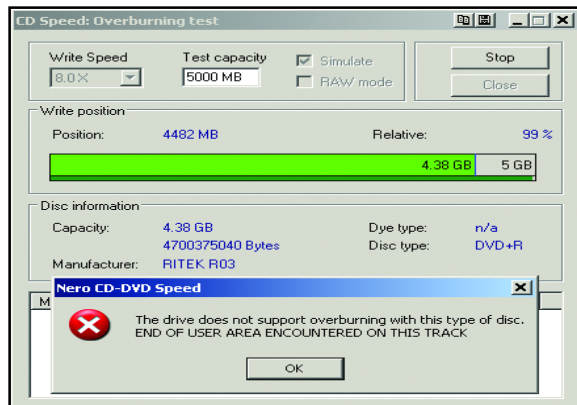 CD Speed: Overburning test
Write Speed Test capacity Simulate Stop
8.0 X 5000 MB RAW mode Close
Write position
Position: 4482 MB Relative: 99 %
4.38 GB 5 GB
Disc information
Capacity: 4.38 GB Dye type: n/a
4700375040 Bytes Disc type: DVD+R
Manufacturer: RITEK R03
Nero CD-DVD Speed
M
The drive does not support overburning with this type of disc.
END OF USER AREA ENCOUNTERED ON THIS TRACK
OK